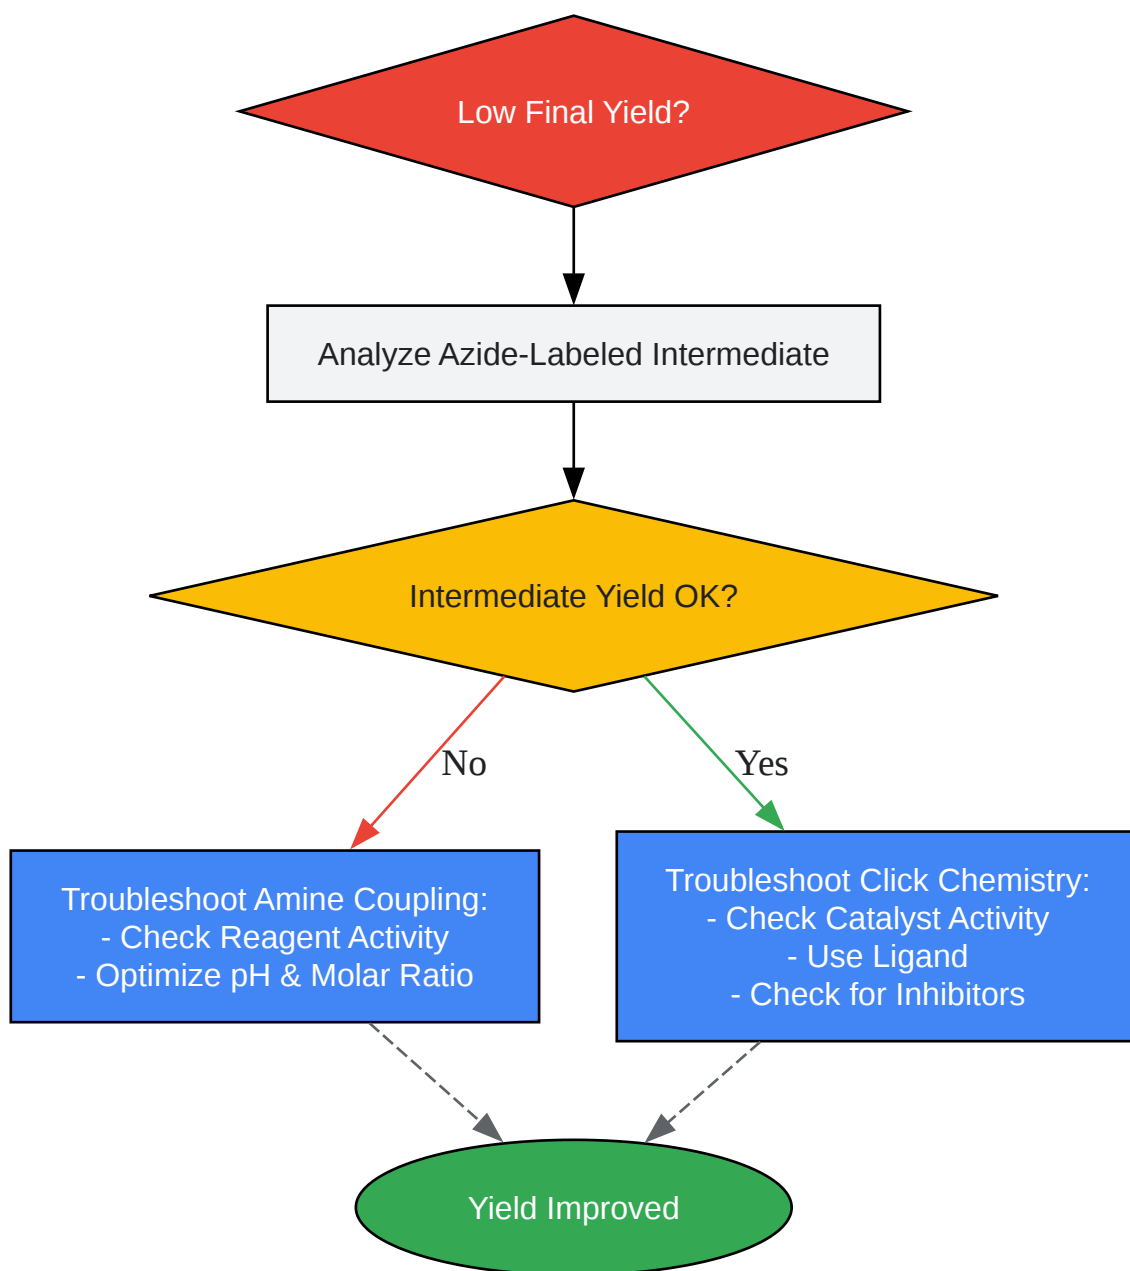 Low Final Yield?
Analyze Azide-Labeled Intermediate
Intermediate Yield OK?
No
Yes
Troubleshoot Amine Coupling:
- Check Reagent Activity
- Optimize pH & Molar Ratio
Troubleshoot Click Chemistry:
- Check Catalyst Activity
- Use Ligand
- Check for Inhibitors
Yield Improved